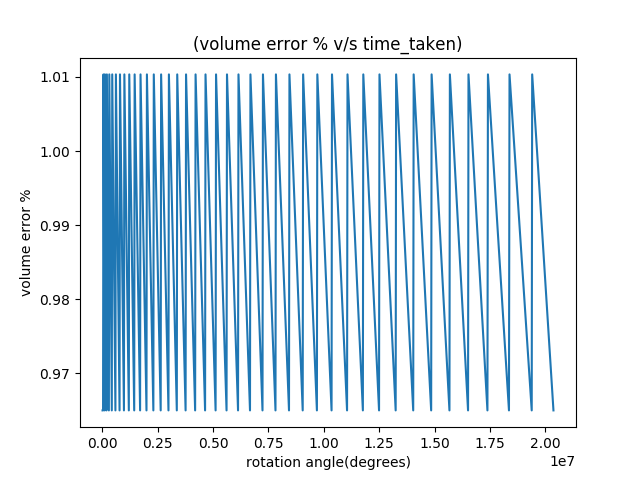 (volume error % v/s time_taken)
1.01
1.00
0.99
0.98
0.97
volume error %
0.00 0.25 0.50 0.75 1.00 1.25 1.50 1.75 2.00
1e7
rotation angle(degrees)